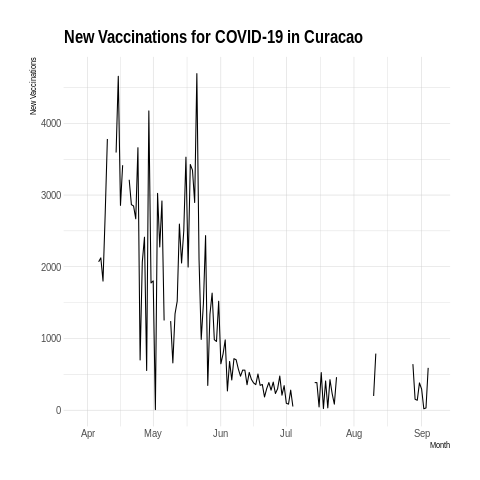 New Vaccinations for COVID-19 in Curacao
New Vaccinations
4000
3000
2000
1000
0
Apr May Jun Jul Aug Sep
Month